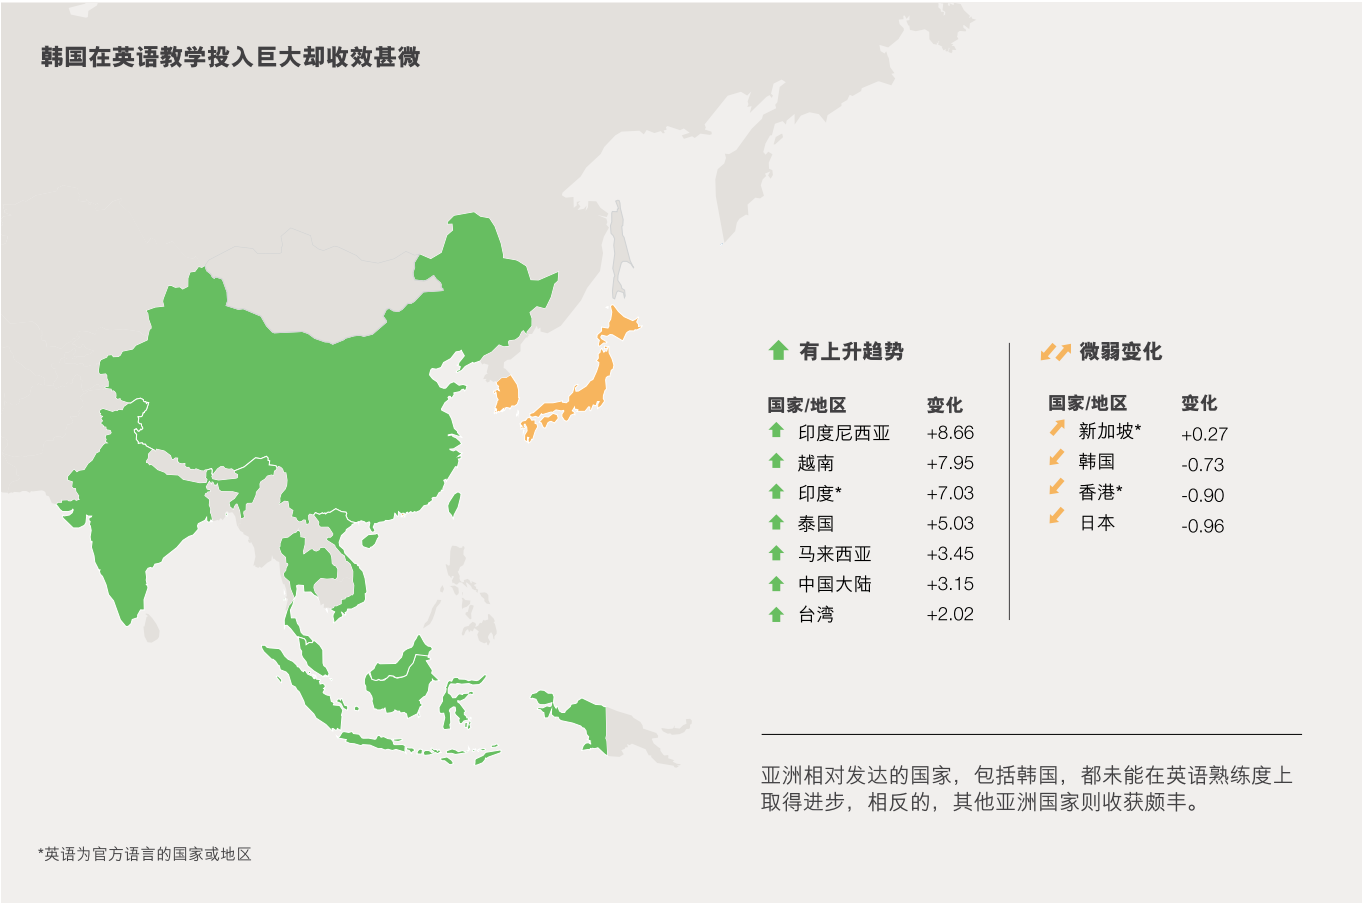 韩国在英语教学投入巨大却收效甚微
有上升趋势
国家/地区 变化
印度尼西亚 +8.66
越南 +7.95
印度* +7.03
泰国 +5.03
马来西亚 +3.45
中国大陆 +3.15
台湾 +2.02
微弱变化
国家/地区 变化
新加坡* +0.27
韩国 -0.73
香港* -0.90
日本 -0.96
亚洲相对发达的国家，包括韩国，都未能在英语熟练度上
取得进步，相反的，其他亚洲国家则收获颇丰。
*英语为官方语言的国家或地区